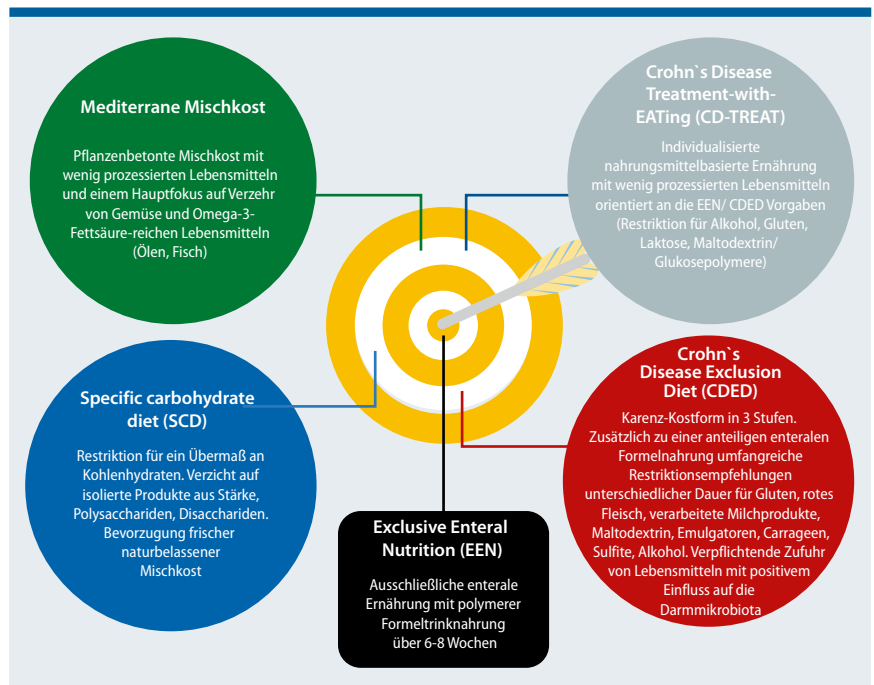 Mediterrane Mischkost
Pflanzenbetonte Mischkost mit
wenig prozessierten Lebensmitteln
und einem Hauptfokus auf Verzehr
von Gemüse und Omega-3-
Fettsäure-reichen Lebensmitteln
(Ölen, Fisch)
Crohn`s Disease
Treatment-with-
EATing (CD-TREAT)
Individualisierte
nahrungsmittelbasierte Ernährung
mit wenig prozessierten Lebensmitteln
orientiert an die EEN/ CDED Vorgaben
(Restriktion für Alkohol, Gluten,
Laktose, Maltodextrin/
Glukosepolymere)
Specific carbohydrate
diet (SCD)
Restriktion für ein Übermaß an
Kohlenhydraten. Verzicht auf
isolierte Produkte aus Stärke,
Polysacchariden, Disacchariden.
Bevorzugung frischer
naturbelassener
Mischkost
Exclusive Enteral
Nutrition (EEN)
Ausschließliche enterale
Ernährung mit polymerer
Formeltrinknahrung
über 6-8 Wochen
Crohn`s
Disease Exclusion
Diet (CDED)
Karenz-Kostform in 3 Stufen.
Zusätzlich zu einer anteiligen enteralen
Formelnahrung umfangreiche
Restriktionsempfehlungen
unterschiedlicher Dauer für Gluten, rotes
Fleisch, verarbeitete Milchprodukte,
Maltodextrin, Emulgatoren, Carrageen,
Sulfite, Alkohol. Verpflichtende Zufuhr
von Lebensmitteln mit positivem
Einfluss auf die
Darmmikrobiota